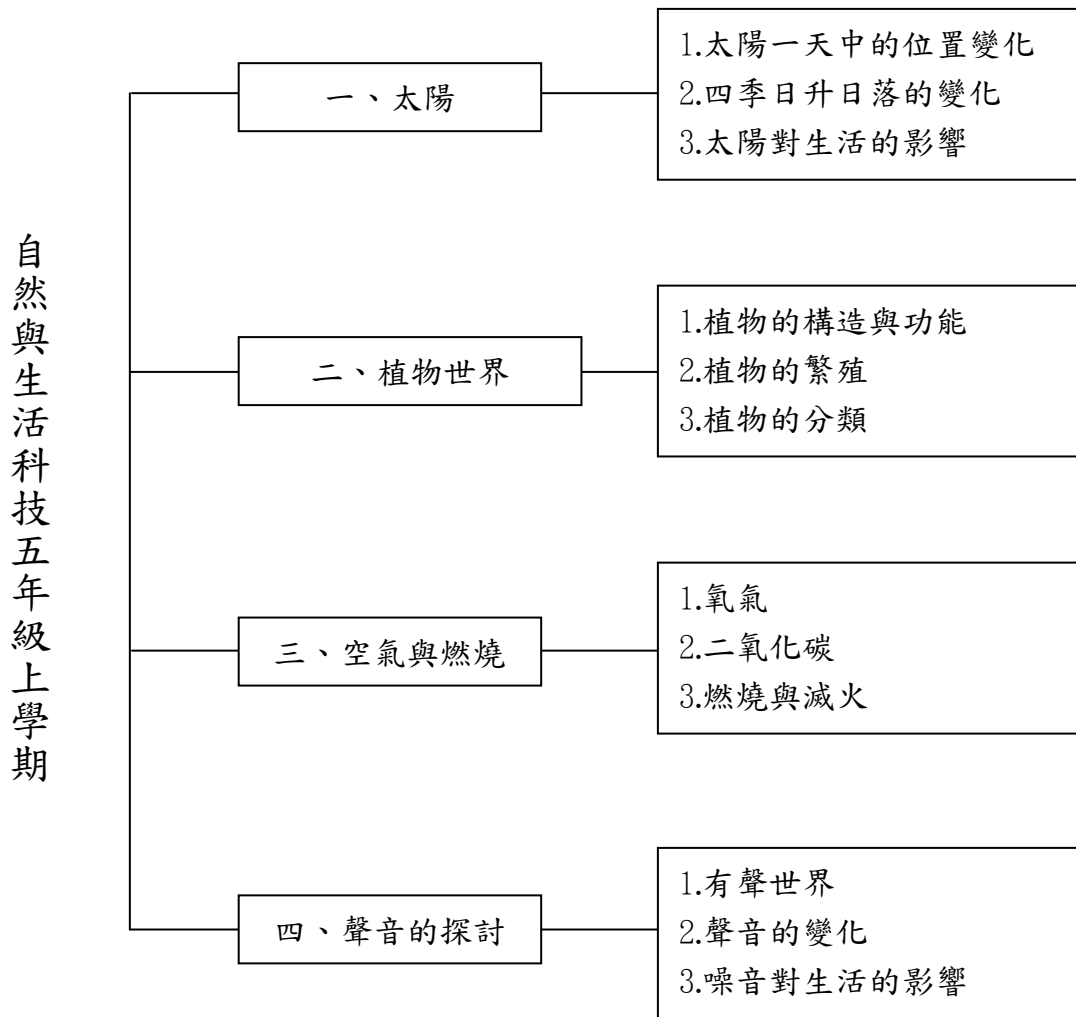 自然與生活科技五年級上學期
一、太陽
1.太陽一天中的位置變化
2.四季日升日落的變化
3.太陽對生活的影響
二、植物世界
1.植物的構造與功能
2.植物的繁殖
3.植物的分類
三、空氣與燃燒
1.氧氣
2.二氧化碳
3.燃燒與滅火
四、聲音的探討
1.有聲世界
2.聲音的變化
3.噪音對生活的影響